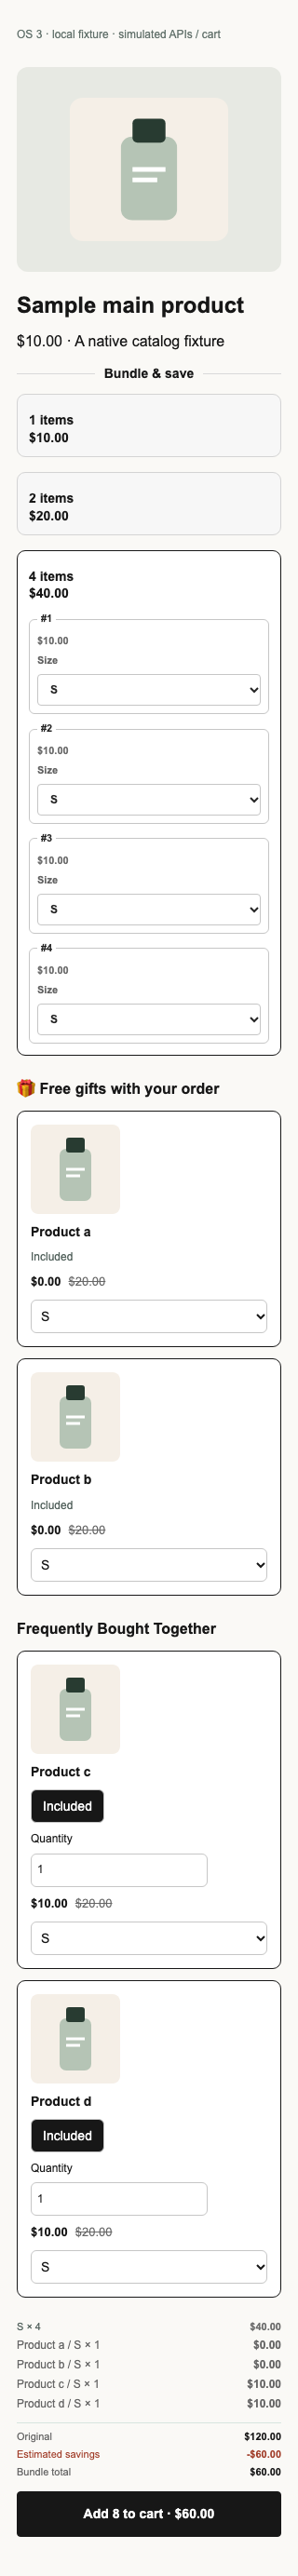 OS 3 · local fixture · simulated APIs / cart
Sample main product
$10.00 · A native catalog fixture
Bundle & save
1 items
$10.00
2 items
$20.00
4 items
$40.00
#1
$10.00
Size
S
#2
$10.00
Size
S
#3
$10.00
Size
S
#4
$10.00
Size
S
🎁 Free gifts with your order
Product a
Included
$0.00 $20.00
S
Product b
Included
$0.00 $20.00
S
Frequently Bought Together
Product c
Included
Quantity
1
$10.00 $20.00
S
Product d
Included
Quantity
1
$10.00 $20.00
S
S × 4 $40.00
Product a / S × 1 $0.00
Product b / S × 1 $0.00
Product c / S × 1 $10.00
Product d / S × 1 $10.00
Original $120.00
Estimated savings -$60.00
Bundle total $60.00
Add 8 to cart · $60.00